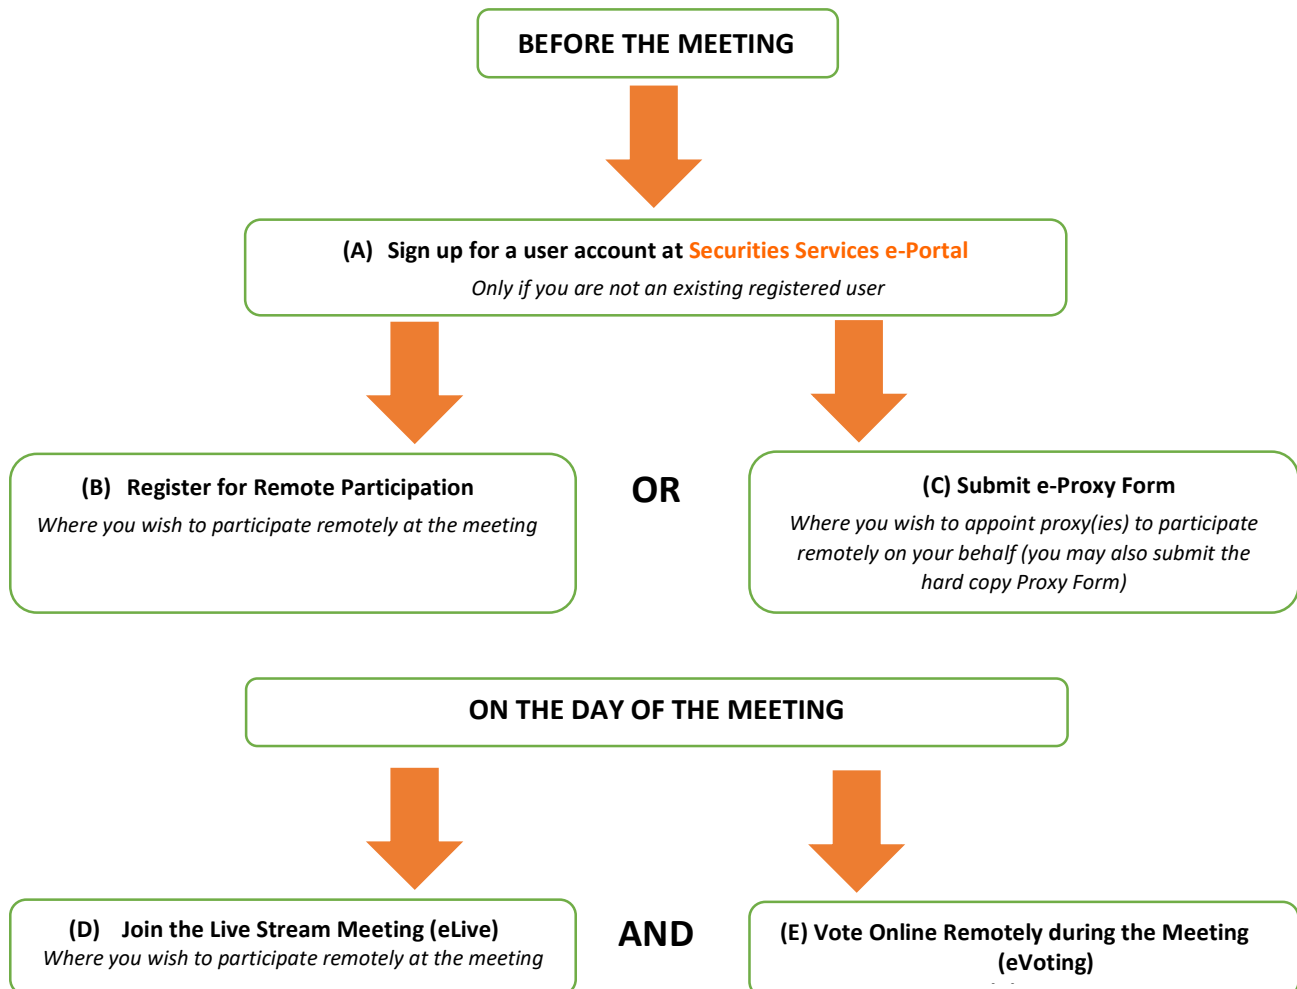 BEFORE THE MEETING
(A) Sign up for a user account at Securities Services e-Portal
Only if you are not an existing registered user
(B) Register for Remote Participation
Where you wish to participate remotely at the meeting
OR
(C) Submit e-Proxy Form
Where you wish to appoint proxy(ies) to participate
remotely on your behalf (you may also submit the
hard copy Proxy Form)
ON THE DAY OF THE MEETING
(D) Join the Live Stream Meeting (eLive)
Where you wish to participate remotely at the meeting
AND
(E) Vote Online Remotely during the Meeting
(eVoting)